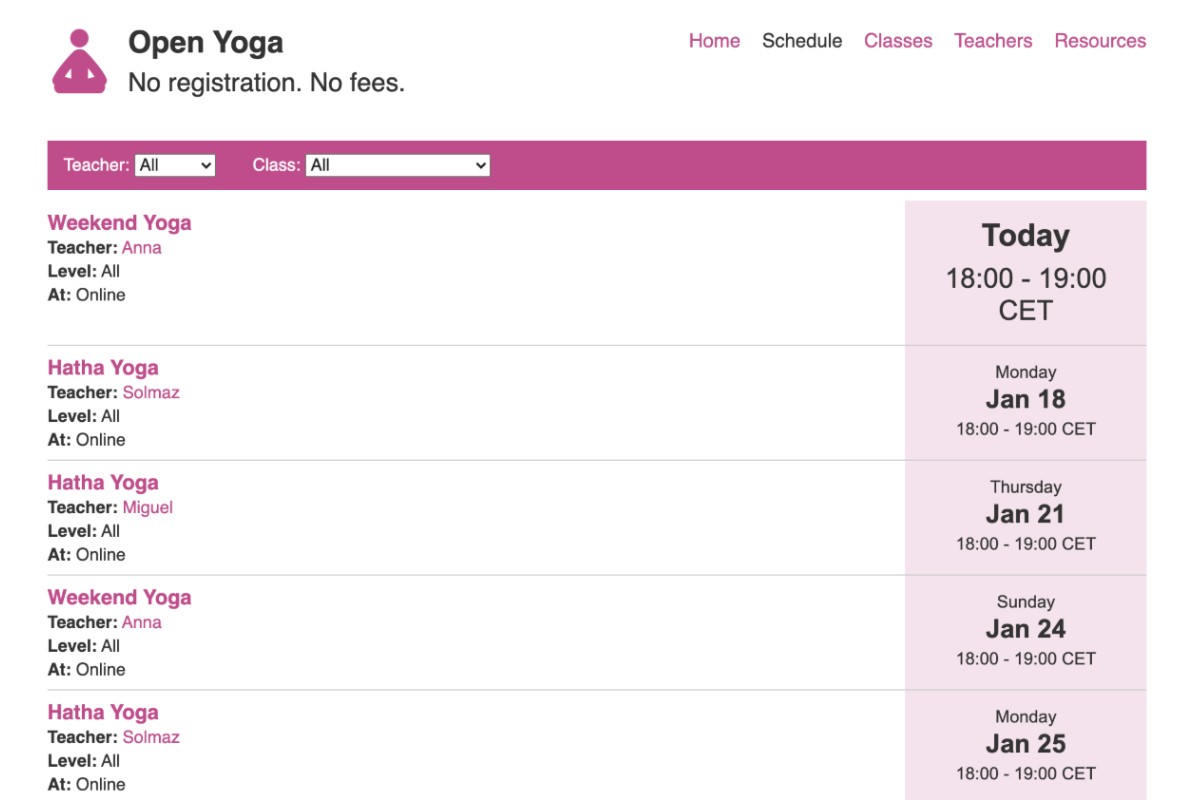 Open Yoga
No registration. No fees.
Home Schedule Classes Teachers Resources
Teacher: All Class: All
Weekend Yoga
Teacher: Anna
Level: All
At: Online
Today
18:00 - 19:00
CET
Hatha Yoga
Teacher: Solmaz
Level: All
At: Online
Monday
Jan 18
18:00 - 19:00 CET
Hatha Yoga
Teacher: Miguel
Level: All
At: Online
Thursday
Jan 21
18:00 - 19:00 CET
Weekend Yoga
Teacher: Anna
Level: All
At: Online
Sunday
Jan 24
18:00 - 19:00 CET
Hatha Yoga
Teacher: Solmaz
Level: All
At: Online
Monday
Jan 25
18:00 - 19:00 CET